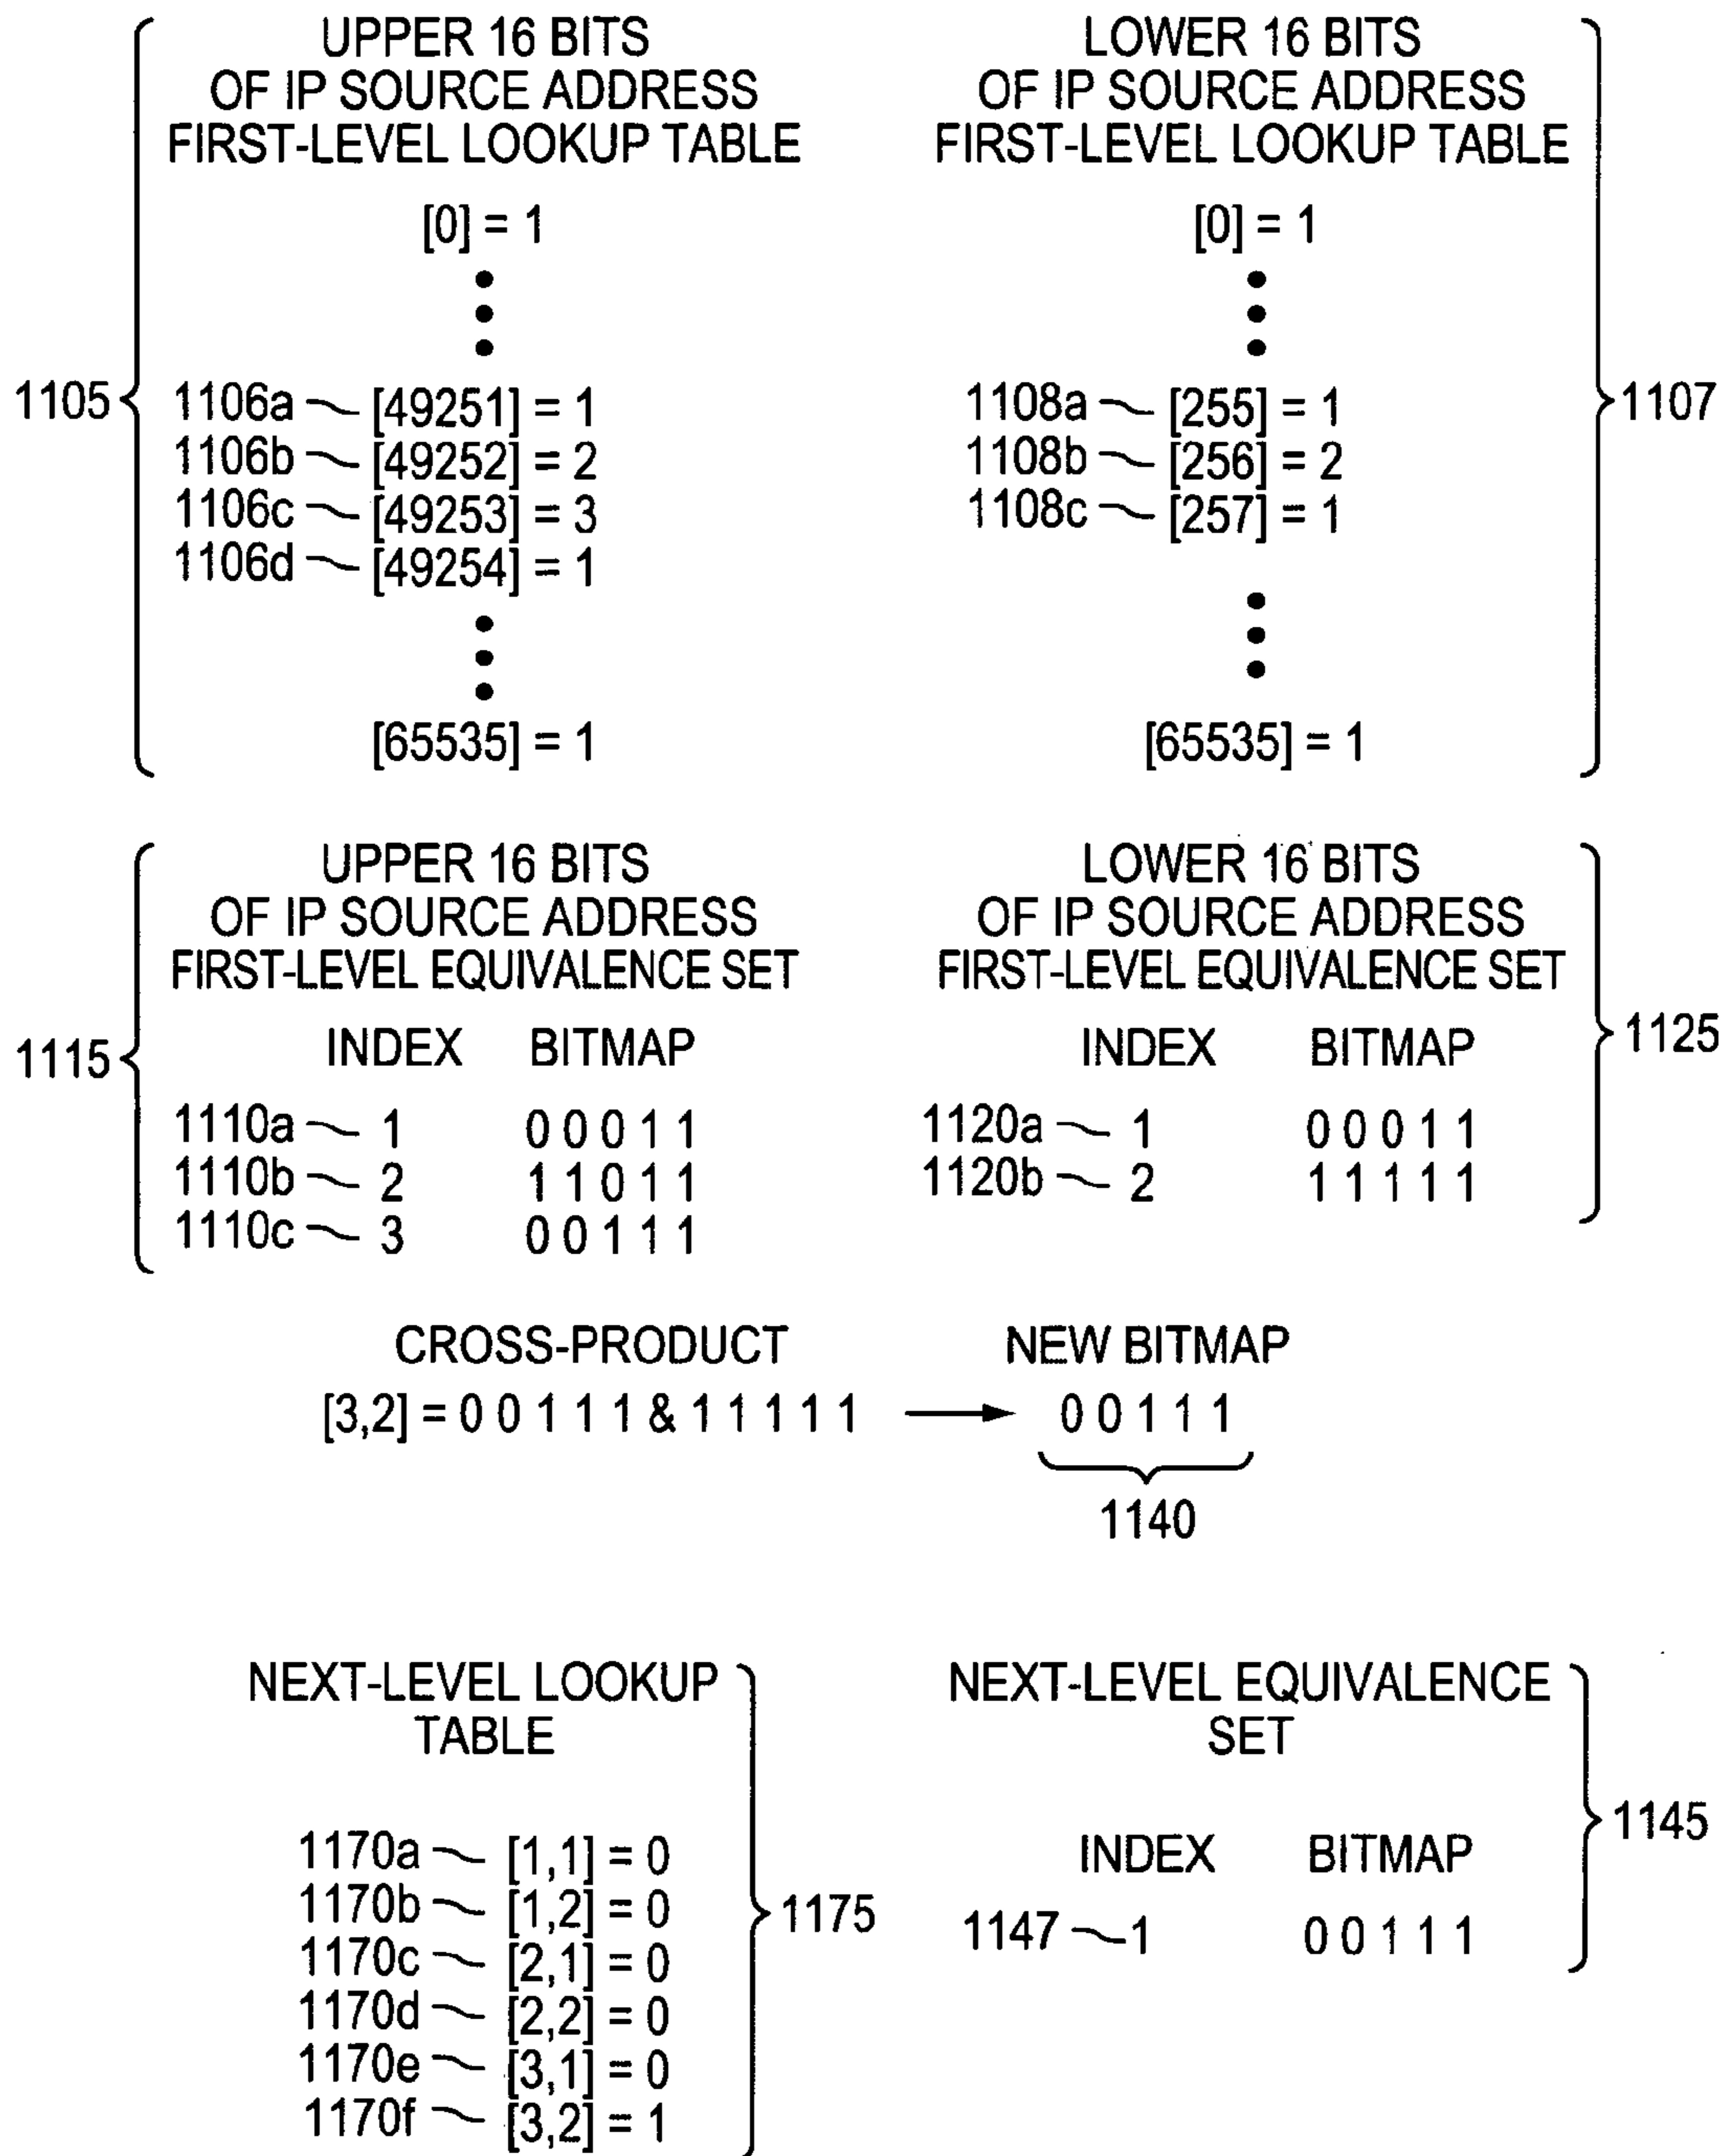 UPPER 16 BITS
OF IP SOURCE ADDRESS
FIRST-LEVEL LOOKUP TABLE
[0] = 1
1105
1106a [49251] = 1
1106b [49252] = 2
1106c [49253] = 3
1106d [49254] = 1
[65535] = 1
LOWER 16 BITS
OF IP SOURCE ADDRESS
FIRST-LEVEL LOOKUP TABLE
[0] = 1
1108a [255] = 1
1108b [256] = 2
1108c [257] = 1
[65535] = 1
1107
UPPER 16 BITS
OF IP SOURCE ADDRESS
FIRST-LEVEL EQUIVALENCE SET
1115
INDEX BITMAP
1110a 1 0 0 0 1 1
1110b 2 1 1 0 1 1
1110c 3 0 0 1 1 1
LOWER 16 BITS
OF IP SOURCE ADDRESS
FIRST-LEVEL EQUIVALENCE SET
1125
INDEX BITMAP
1120a 1 0 0 0 1 1
1120b 2 1 1 1 1 1
CROSS-PRODUCT NEW BITMAP
[3,2] = 0 0 1 1 1 & 1 1 1 1 1 → 0 0 1 1 1
1140
NEXT-LEVEL LOOKUP
TABLE
1170a [1,1] = 0
1170b [1,2] = 0
1170c [2,1] = 0
1170d [2,2] = 0
1170e [3,1] = 0
1170f [3,2] = 1
1175
NEXT-LEVEL EQUIVALENCE
SET
1145
INDEX BITMAP
1147 1 0 0 1 1 1